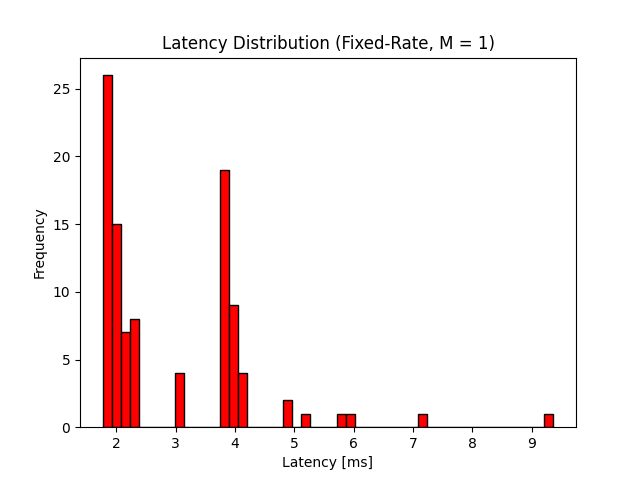 Latency Distribution (Fixed-Rate, M = 1)
25
20
15
10
5
0
Frequency
2 3 4 5 6 7 8 9
Latency [ms]